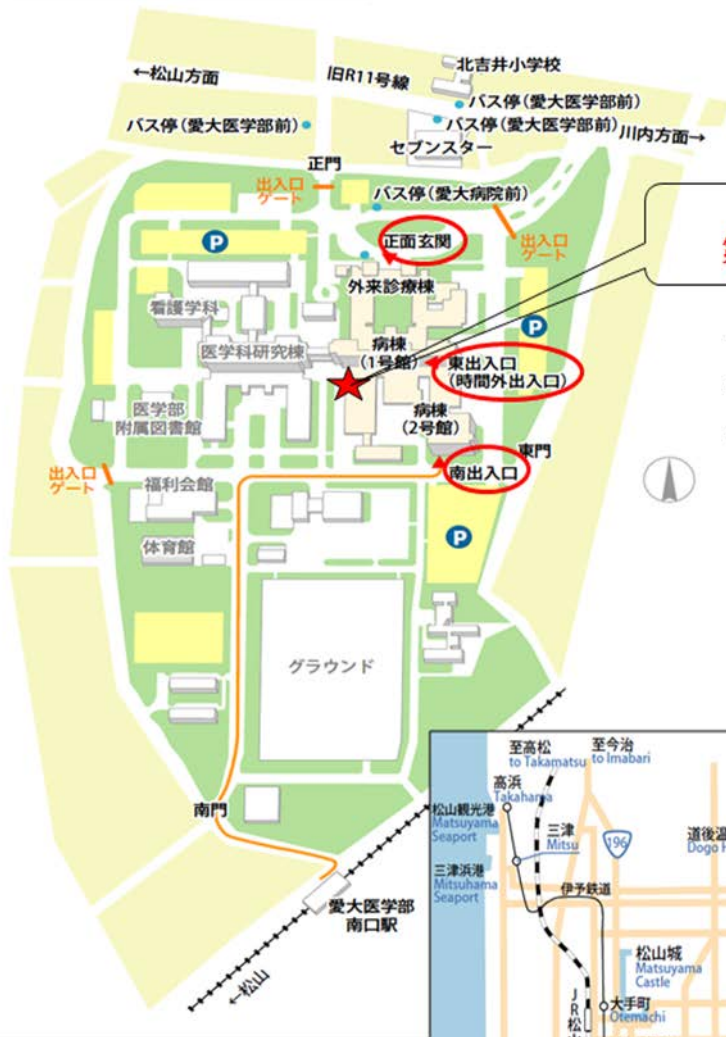 北吉井小学校
←松山方面
旧R11号線
バス停(愛大医学部前)
バス停(愛大医学部前)
バス停(愛大医学部前)
川内方面→
セブンスター
正門
出入口
ゲート
バス停(愛大病院前)
P
正面玄関
出入口
ゲート
外来診療棟
看護学科
P
病棟
(1号館)
医学科研究棟
東出入口
(時間外出入口)
医学部
附属図書館
病棟
(2号館)
東門
出入口
ゲート
南出入口
福利会館
体育館
P
グラウンド
南門
愛大医学部
南口駅
←松山
至高松
to Takamatsu
至今治
to Imabari
高浜
Takahama
松山観光港
Matsuyama
Seaport
三津
Mitsu
196
道後温
Dogo H
三津浜港
Mitsuhama
Seaport
伊予鉄道
松山城
Matsuyama
Castle
大手町
Otemachi
JR松山